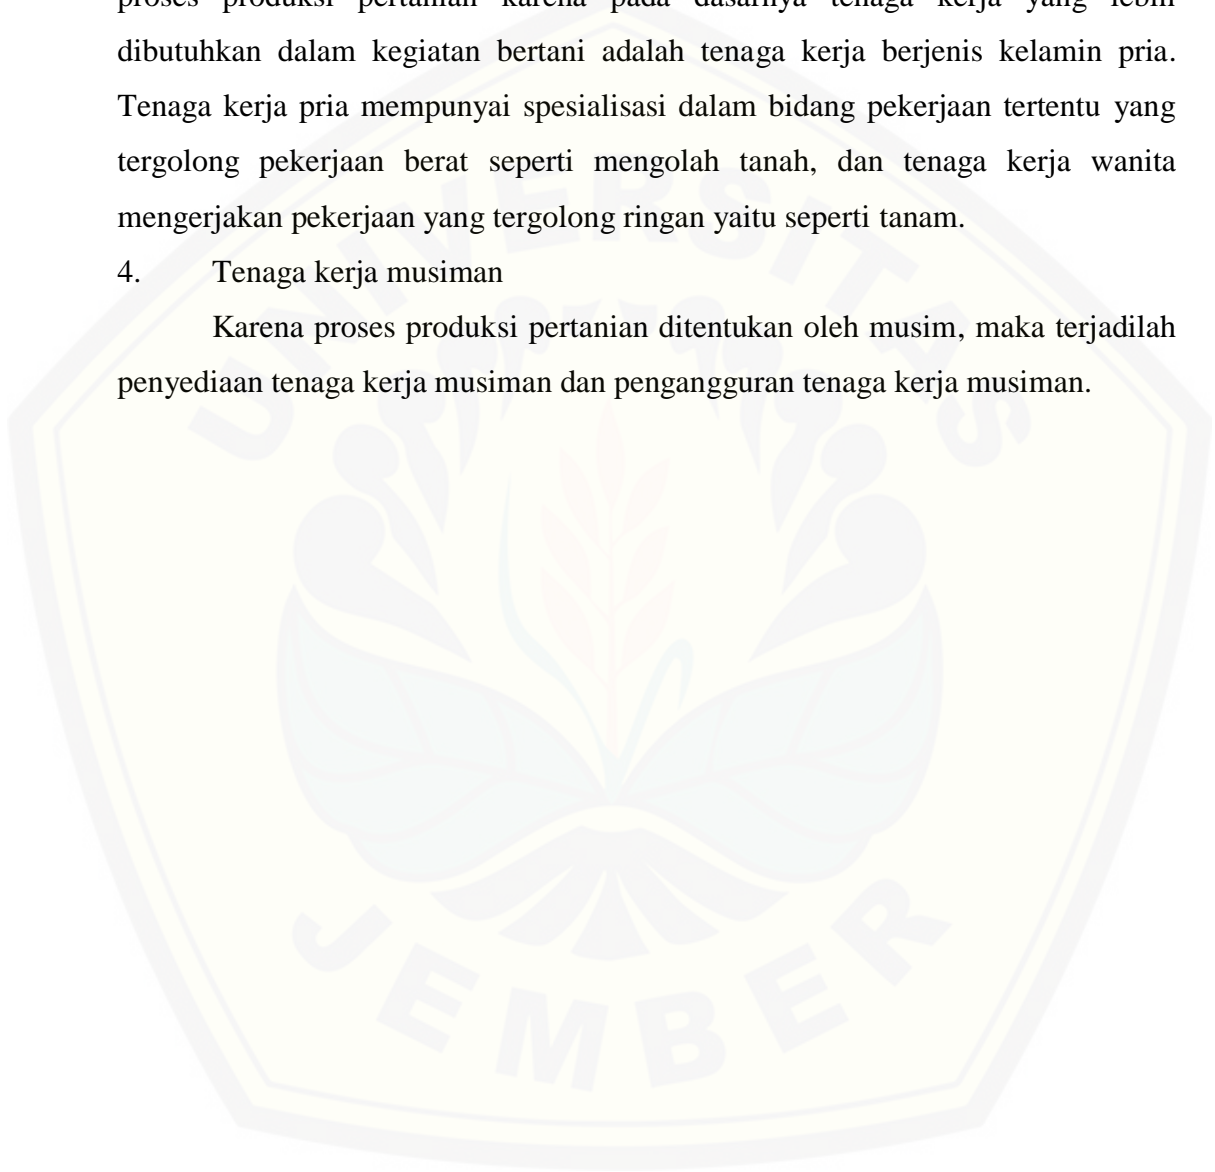 proses produksi pertanian karena pada dasarnya tenaga kerja yang lebih
dibutuhkan dalam kegiatan bertani adalah tenaga kerja berjenis kelamin pria.
Tenaga kerja pria mempunyai spesialisasi dalam bidang pekerjaan tertentu yang
tergolong pekerjaan berat seperti mengolah tanah, dan tenaga kerja wanita
mengerjakan pekerjaan yang tergolong ringan yaitu seperti tanam.
4. Tenaga kerja musiman
Karena proses produksi pertanian ditentukan oleh musim, maka terjadilah
penyediaan tenaga kerja musiman dan pengangguran tenaga kerja musiman.
UNIVERSITAS
JEMBER